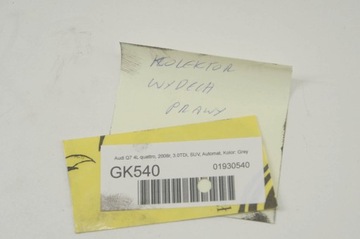 KOLEKTOR
WYDECH
PRAWY
Audi Q7 4L quattro, 2008r, 3.0TDI, SUV, Automat, Kolor: Grey
GK540
01930540